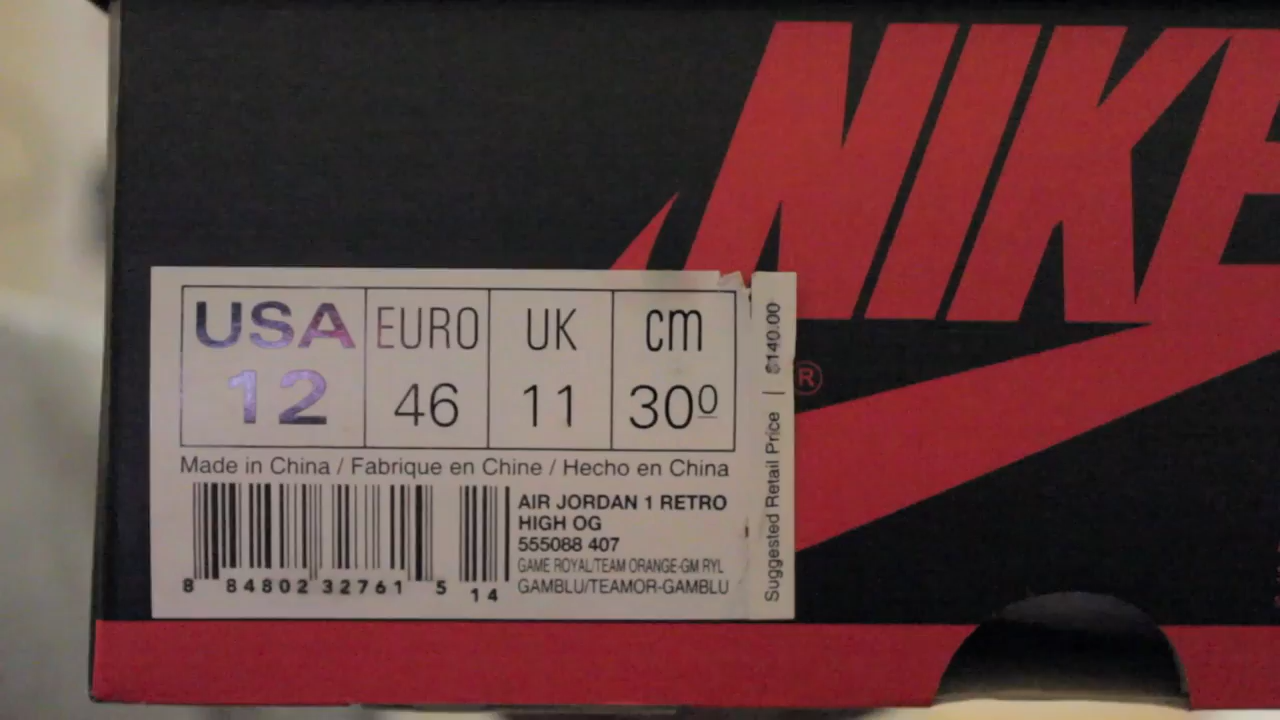 NIKE
®
USA EURO UK cm
12 46 11 30⁰
Made in China / Fabrique en Chine / Hecho en China
AIR JORDAN 1 RETRO
HIGH OG
555088 407
GAME ROYAL/TEAM ORANGE-GM RYL
GAMBLU/TEAMOR-GAMBLU
8 84802 32761 5 14
Suggested Retail Price | $140.00